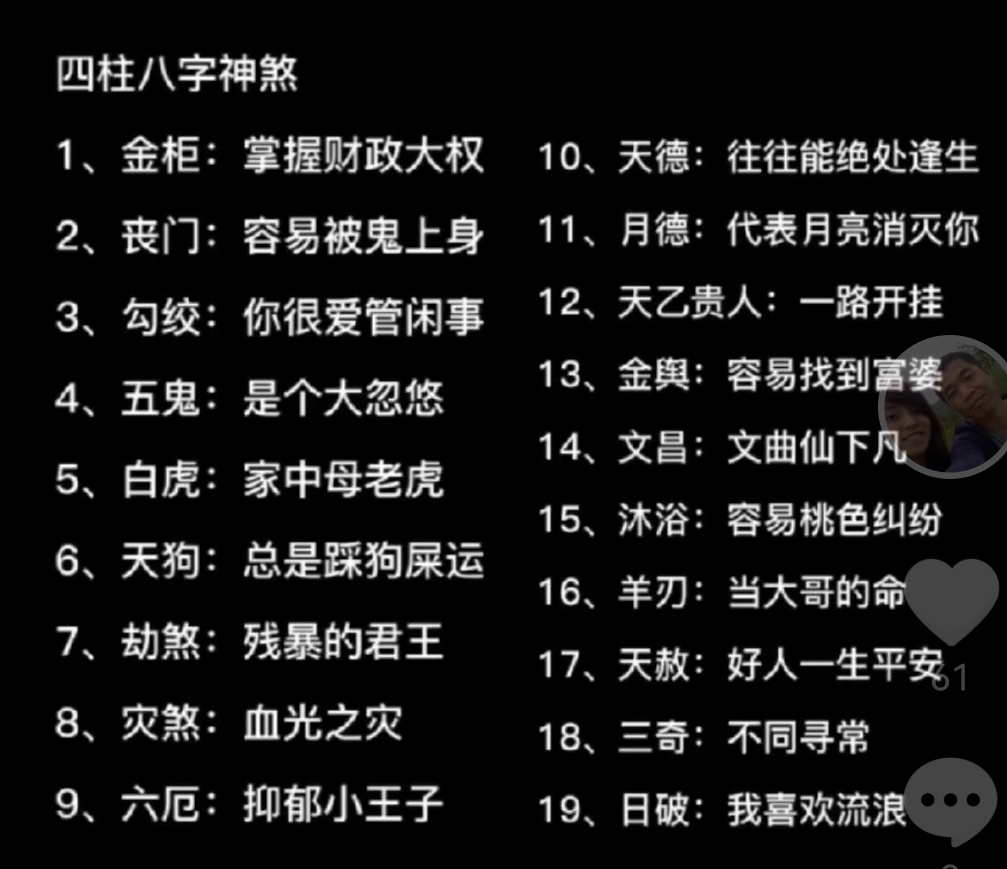 四柱八字神煞
1、金柜：掌握财政大权
2、丧门：容易被鬼上身
3、勾绞：你很爱管闲事
4、五鬼：是个大忽悠
5、白虎：家中母老虎
6、天狗：总是踩狗屎运
7、劫煞：残暴的君王
8、灾煞：血光之灾
9、六厄：抑郁小王子
10、天德：往往能绝处逢生
11、月德：代表月亮消灭你
12、天乙贵人：一路开挂
13、金舆：容易找到富婆
14、文昌：文曲仙下凡
15、沐浴：容易桃色纠纷
16、羊刃：当大哥的命
17、天赦：好人一生平安
18、三奇：不同寻常
19、日破：我喜欢流浪
61